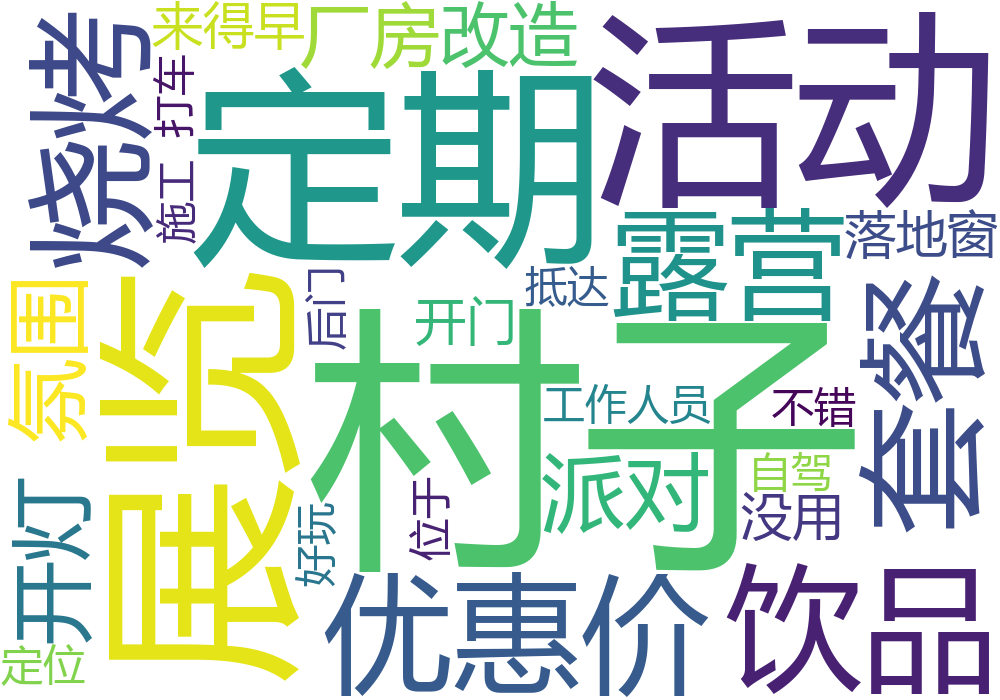 来得早
厂房改造
活动
烧烤
打车
定期
施工
露营
落地窗
氛围
展览
后门
抵达
开门
村子
套餐
工作人员
不错
派对
自驾
没用
开灯
好玩
位于
优惠价
饮品
定位